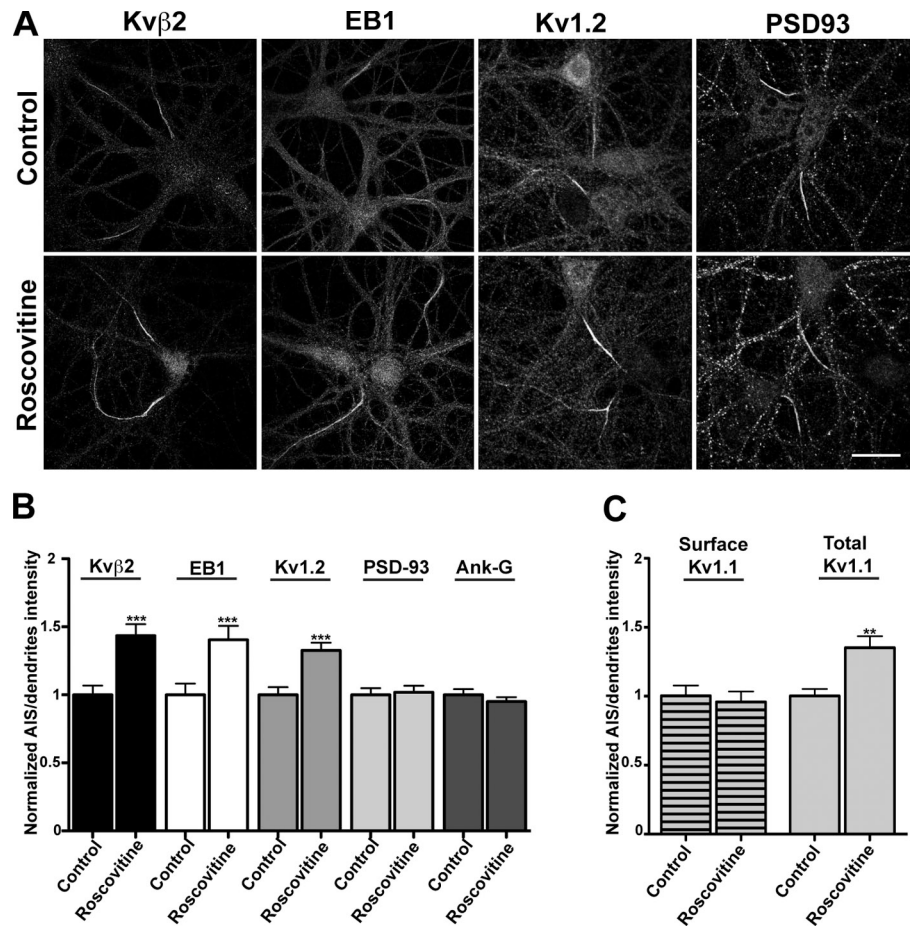 A
Kvβ2 EB1 Kv1.2 PSD93
Control
Roscovitine
B
Normalized AIS/dendrites intensity
2
1.5
1
0.5
0
Kvβ2 EB1 Kv1.2 PSD-93 Ank-G
*** *** ***
Control Roscovitine Control Roscovitine Control Roscovitine Control Roscovitine Control Roscovitine
C
Normalized AIS/dendrites intensity
2
1.5
1
0.5
0
Surface Total
Kv1.1 Kv1.1
**
Control Roscovitine Control Roscovitine